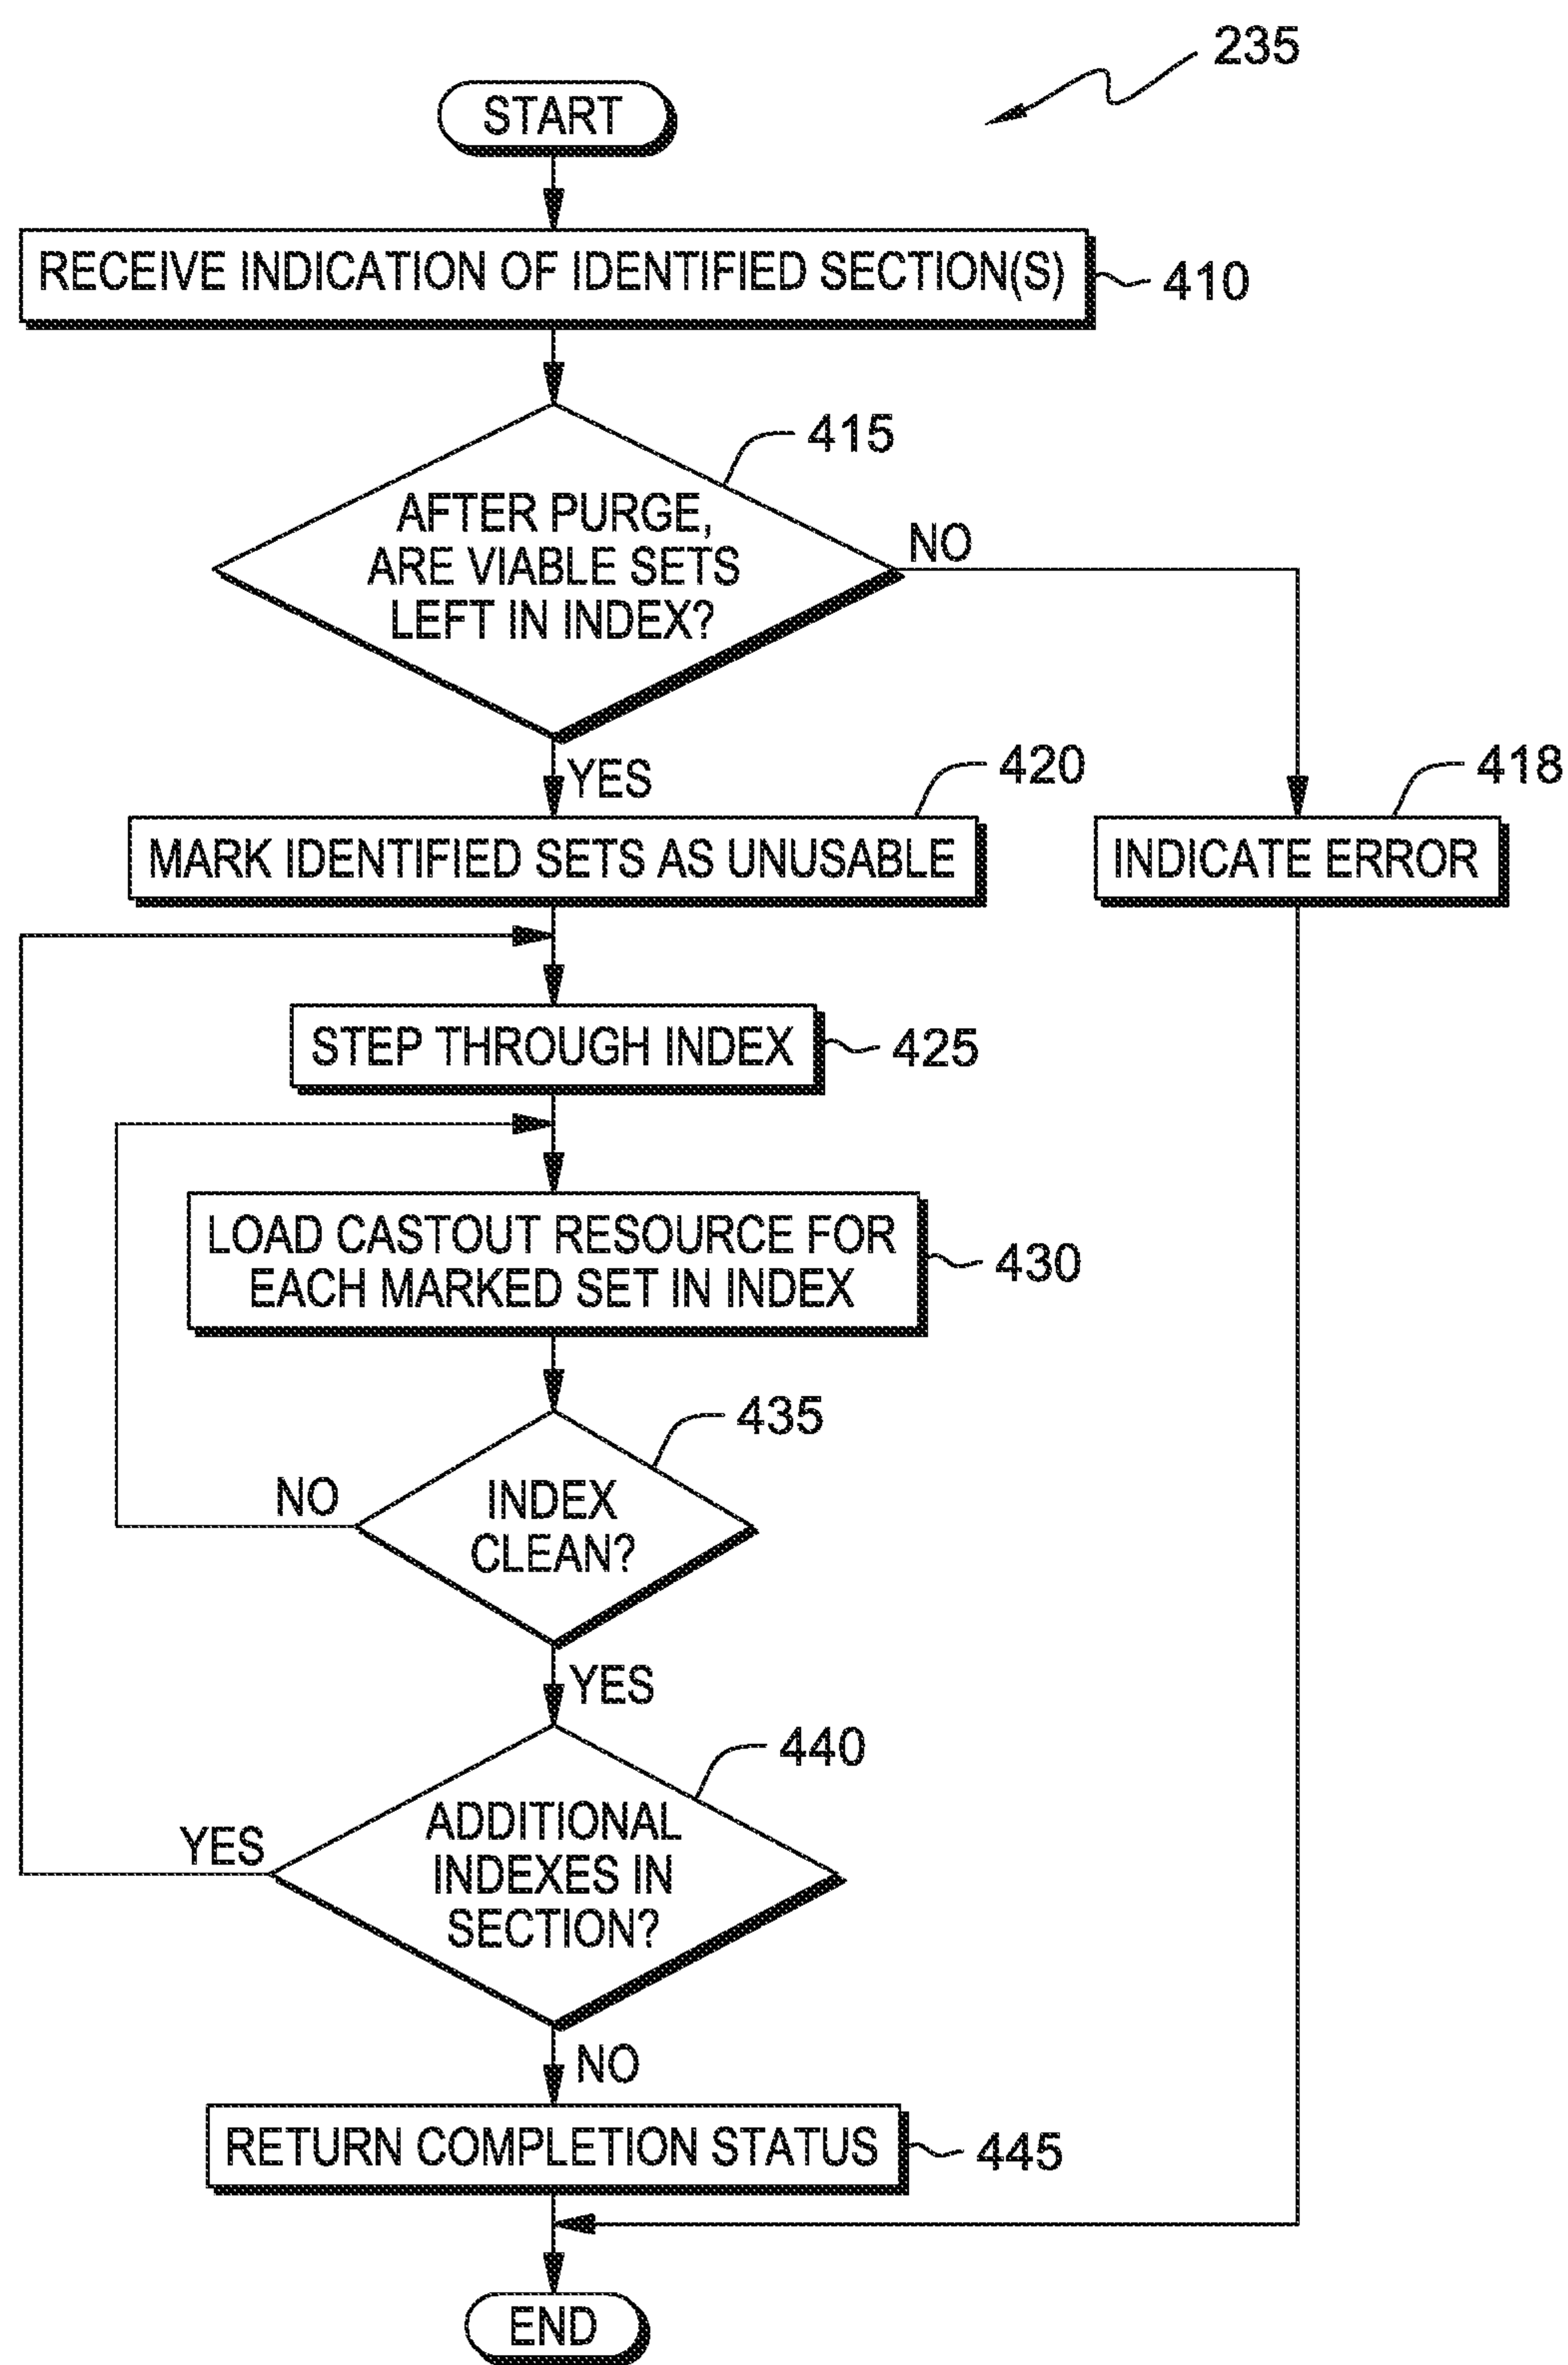 235
START
RECEIVE INDICATION OF IDENTIFIED SECTION(S)
410
415
AFTER PURGE,
ARE VIABLE SETS
LEFT IN INDEX?
NO
YES
420
418
MARK IDENTIFIED SETS AS UNUSABLE
INDICATE ERROR
STEP THROUGH INDEX
425
LOAD CASTOUT RESOURCE FOR
EACH MARKED SET IN INDEX
430
435
INDEX
CLEAN?
NO
YES
440
ADDITIONAL
INDEXES IN
SECTION?
YES
NO
RETURN COMPLETION STATUS
445
END